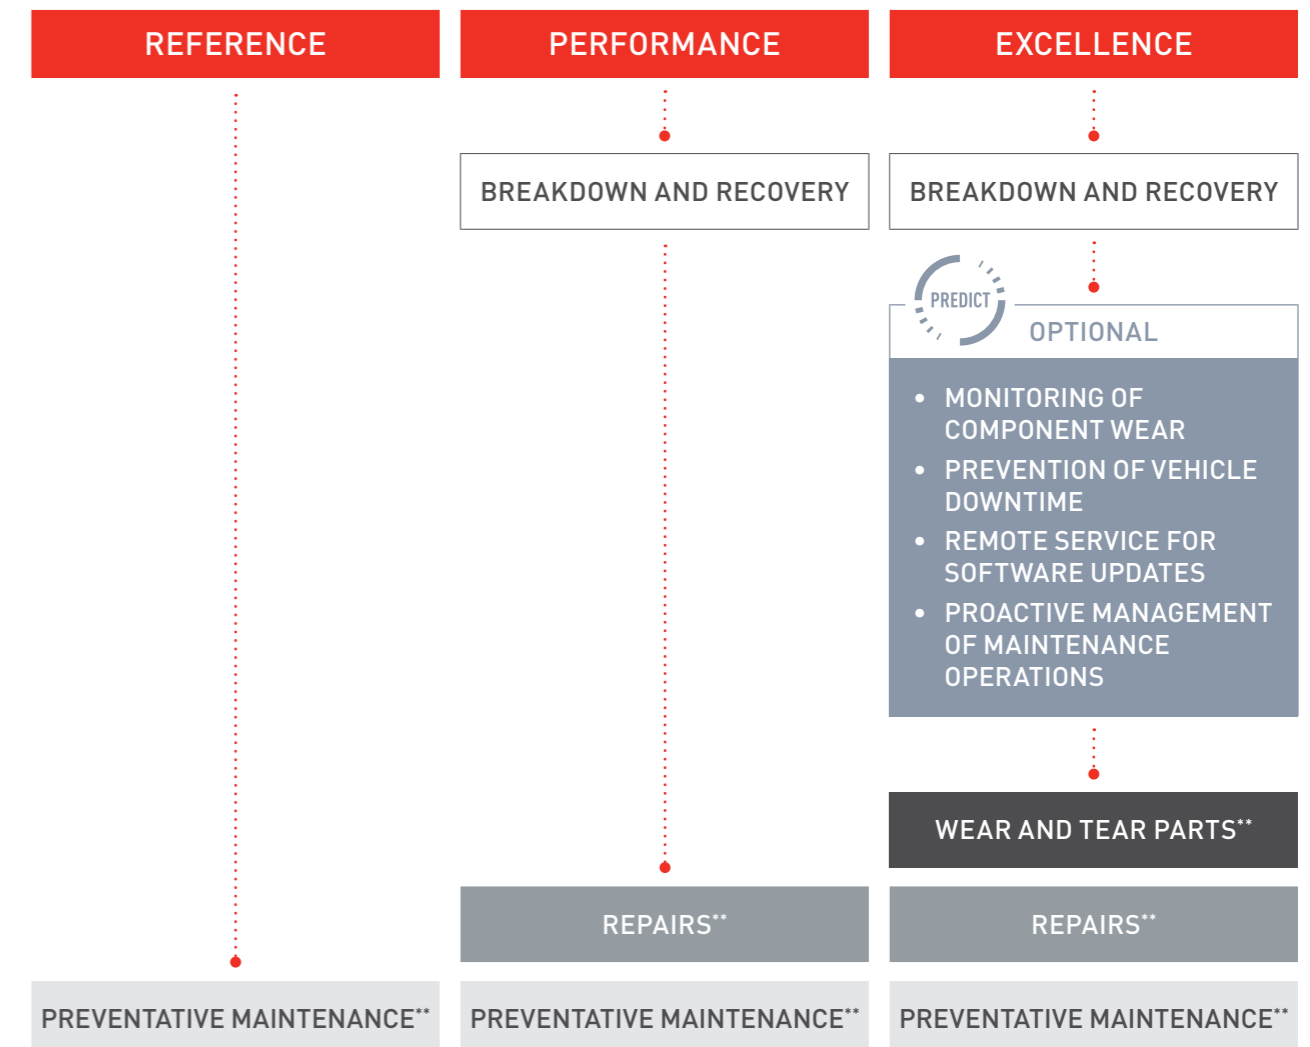 REFERENCE
PERFORMANCE
EXCELLENCE
BREAKDOWN AND RECOVERY
BREAKDOWN AND RECOVERY
PREDICT
OPTIONAL
• MONITORING OF
COMPONENT WEAR
• PREVENTION OF VEHICLE
DOWNTIME
• REMOTE SERVICE FOR
SOFTWARE UPDATES
• PROACTIVE MANAGEMENT
OF MAINTENANCE
OPERATIONS
WEAR AND TEAR PARTS**
REPAIRS**
REPAIRS**
PREVENTATIVE MAINTENANCE**
PREVENTATIVE MAINTENANCE**
PREVENTATIVE MAINTENANCE**